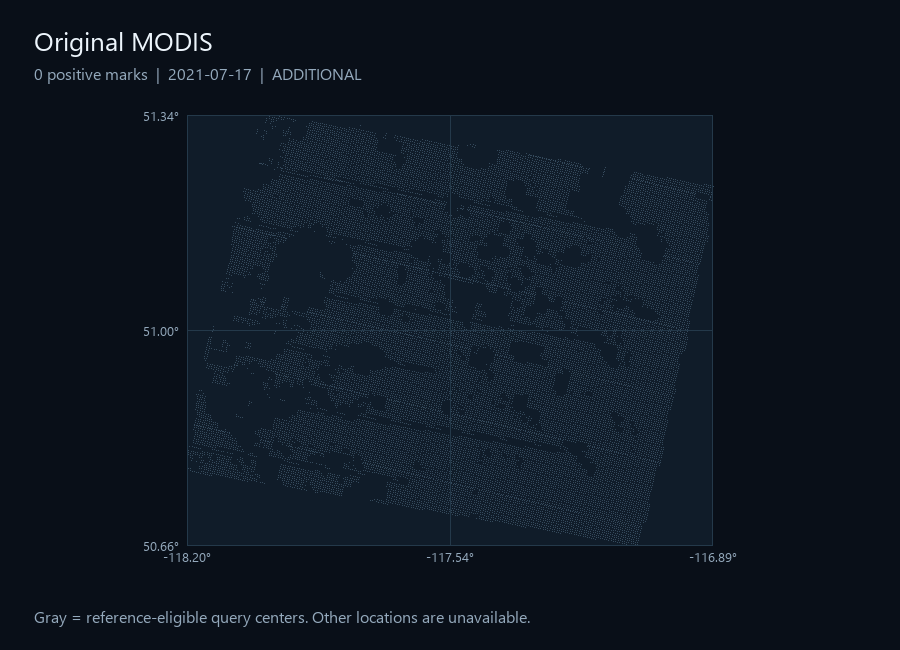 Original MODIS
0 positive marks | 2021-07-17 | ADDITIONAL
51.34°
51.00°
50.66°
-118.20°
-117.54°
-116.89°
Gray = reference-eligible query centers. Other locations are unavailable.